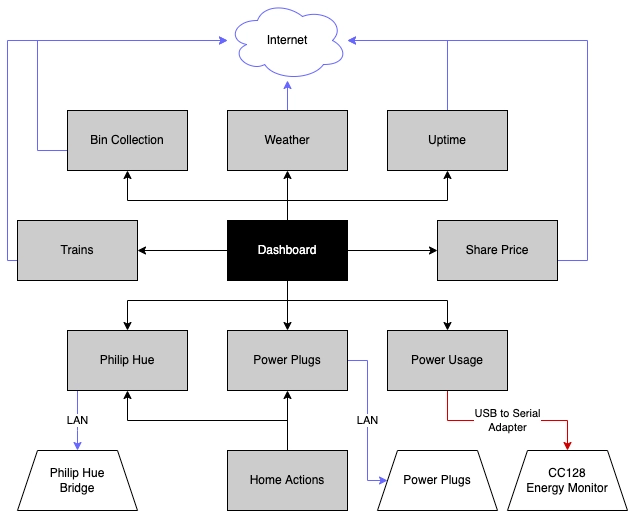 Internet
Bin Collection
Weather
Uptime
Trains
Dashboard
Share Price
Philip Hue
Power Plugs
Power Usage
LAN
LAN
USB to Serial
Adapter
Philip Hue
Bridge
Home Actions
Power Plugs
CC128
Energy Monitor